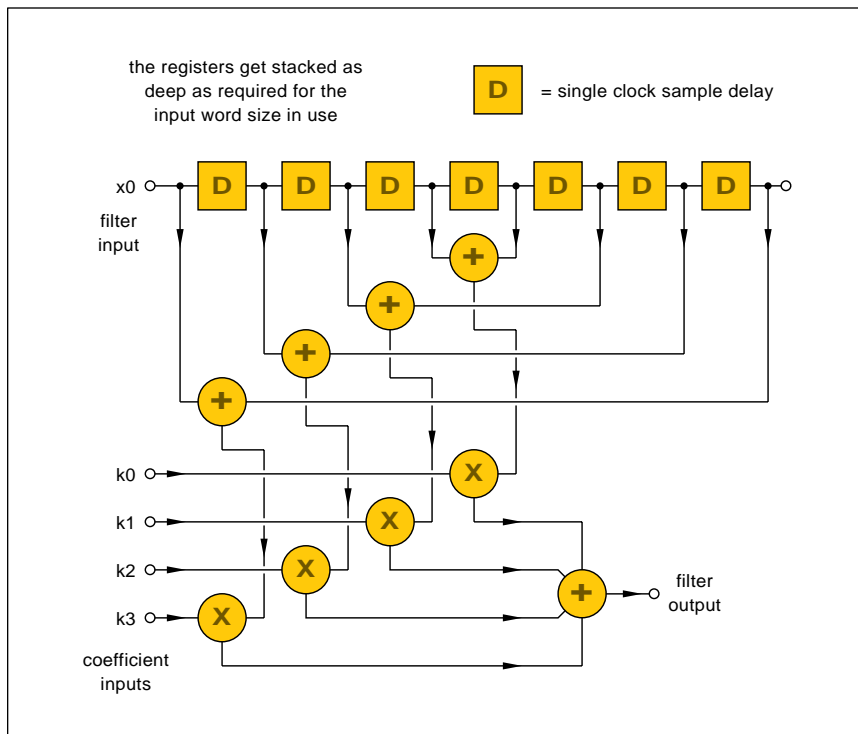 the registers get stacked as
deep as required for the
input word size in use
D
= single clock sample delay
x0
D D D D D D D
filter
input
+
+
+
+
k0
X
k1
X
k2
X
k3
X
+
filter
output
coefficient
inputs